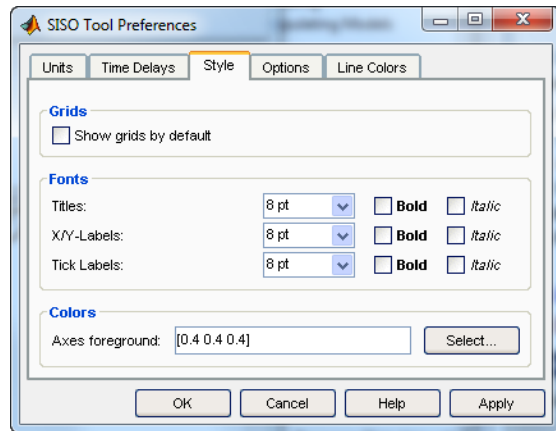 SISO Tool Preferences
Units Time Delays Style Options Line Colors
Grids
Show grids by default
Fonts
Titles: 8 pt Bold Italic
X/Y-Labels: 8 pt Bold Italic
Tick Labels: 8 pt Bold Italic
Colors
Axes foreground: [0.4 0.4 0.4] Select...
OK Cancel Help Apply